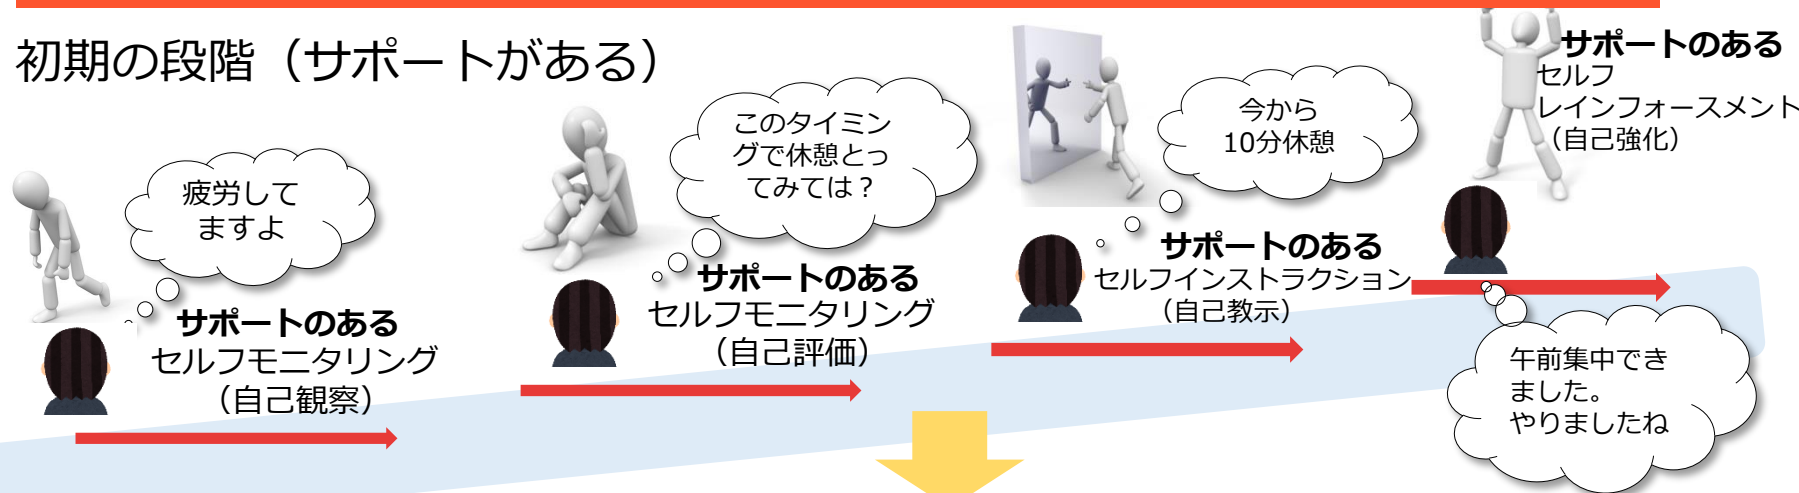 初期の段階（サポートがある）
疲労して
ますよ
サポートのある
セルフモニタリング
（自己観察）
このタイミン
グで休憩とっ
てみては？
サポートのある
セルフモニタリング
（自己評価）
今から
10分休憩
サポートのある
セルフインストラクション
（自己教示）
サポートのある
セルフ
レインフォースメント
（自己強化）
午前集中でき
ました。
やりましたね